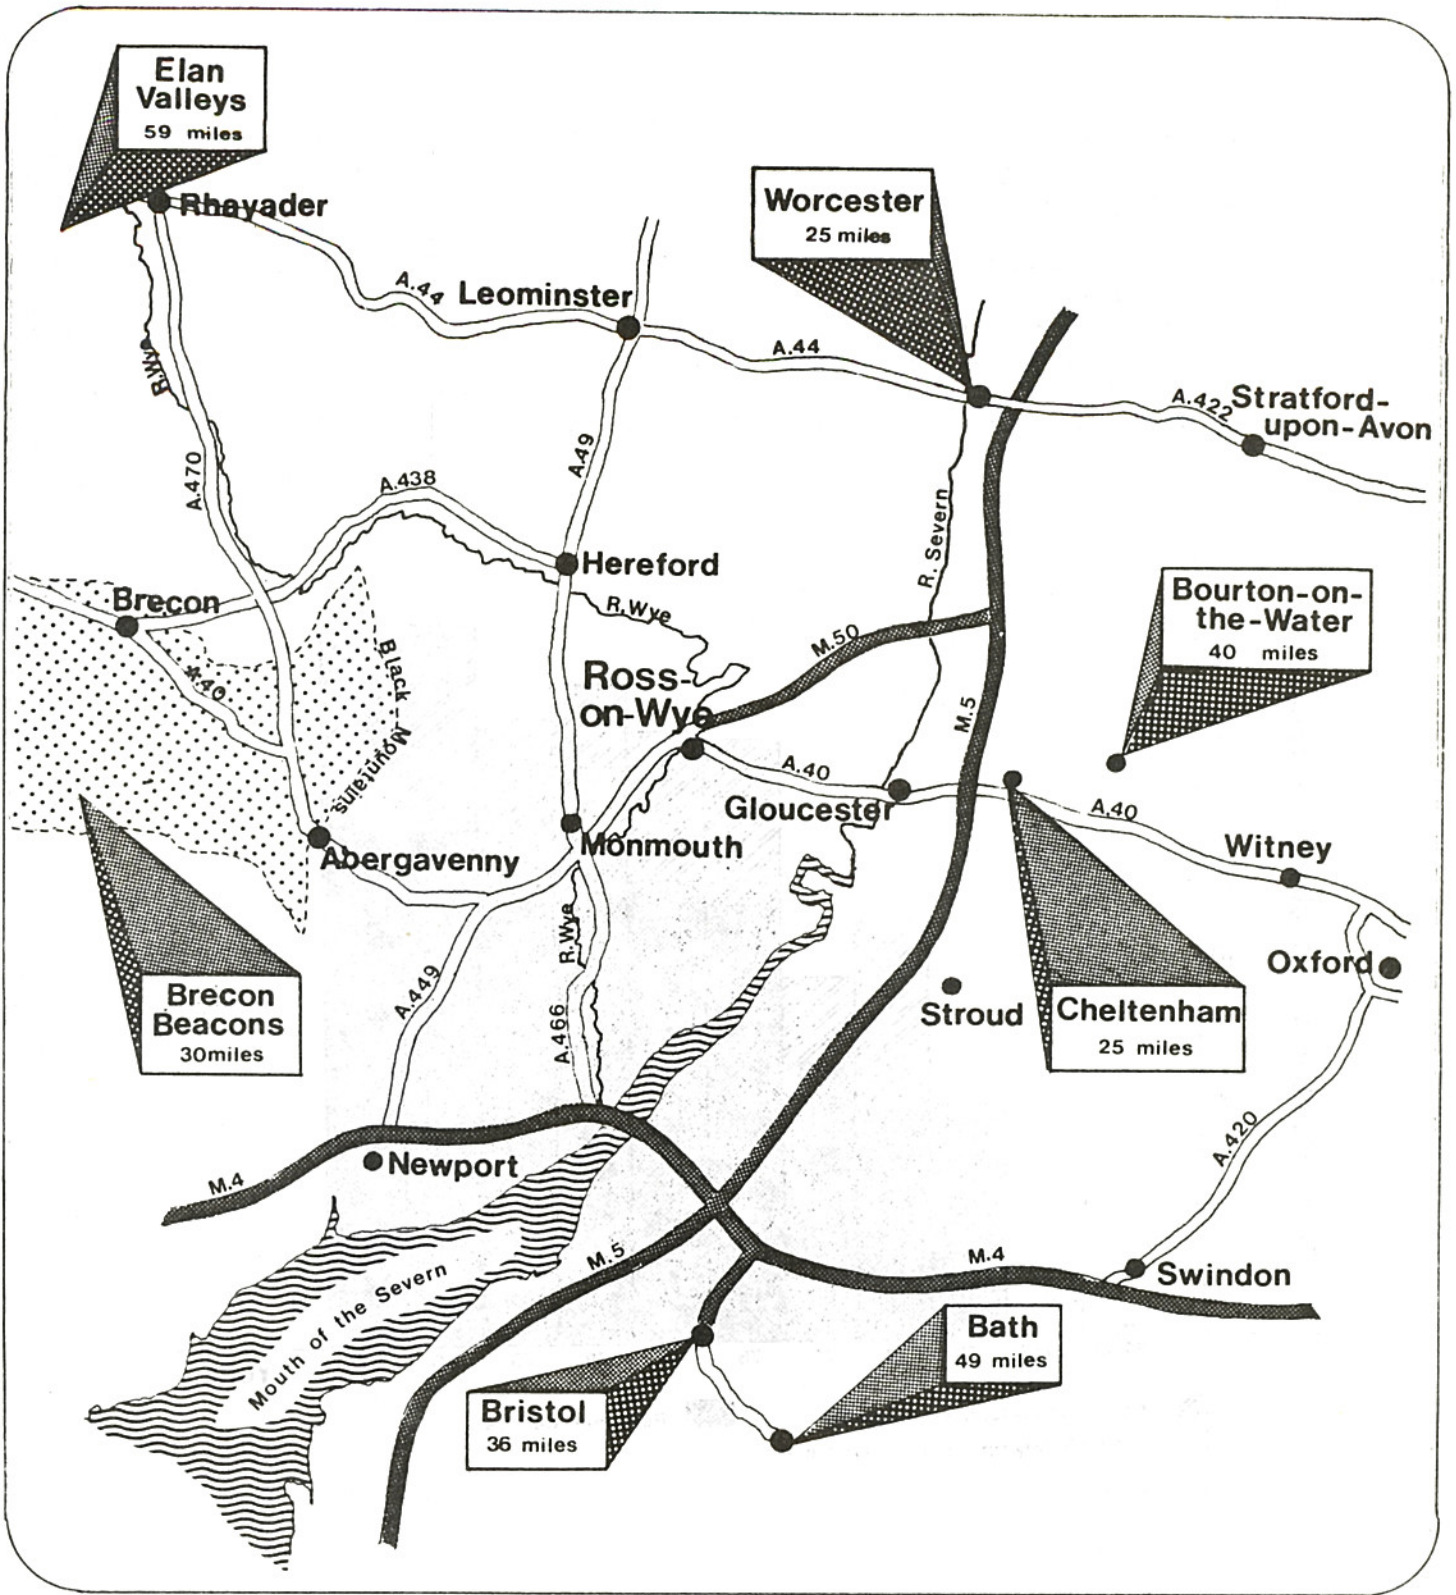 Elan
Valleys
59 miles
Rhayader
Worcester
25 miles
A.44
Leominster
A.44
R.Wye
A.422
Stratford-
upon-Avon
A.49
A.470
A.438
R. Severn
Hereford
Brecon
R.Wye
Bourton-on-
the-Water
40 miles
Black Mountains
M.50
A.40
Ross-
on-Wye
M.5
A.40
Gloucester
A.40
Monmouth
Abergavenny
Witney
R.Wye
Oxford
A.449
Brecon
Beacons
30miles
Stroud
Cheltenham
25 miles
A.466
A.420
Newport
M.4
M.5
M.4
Swindon
Mouth of the Severn
Bath
49 miles
Bristol
36 miles